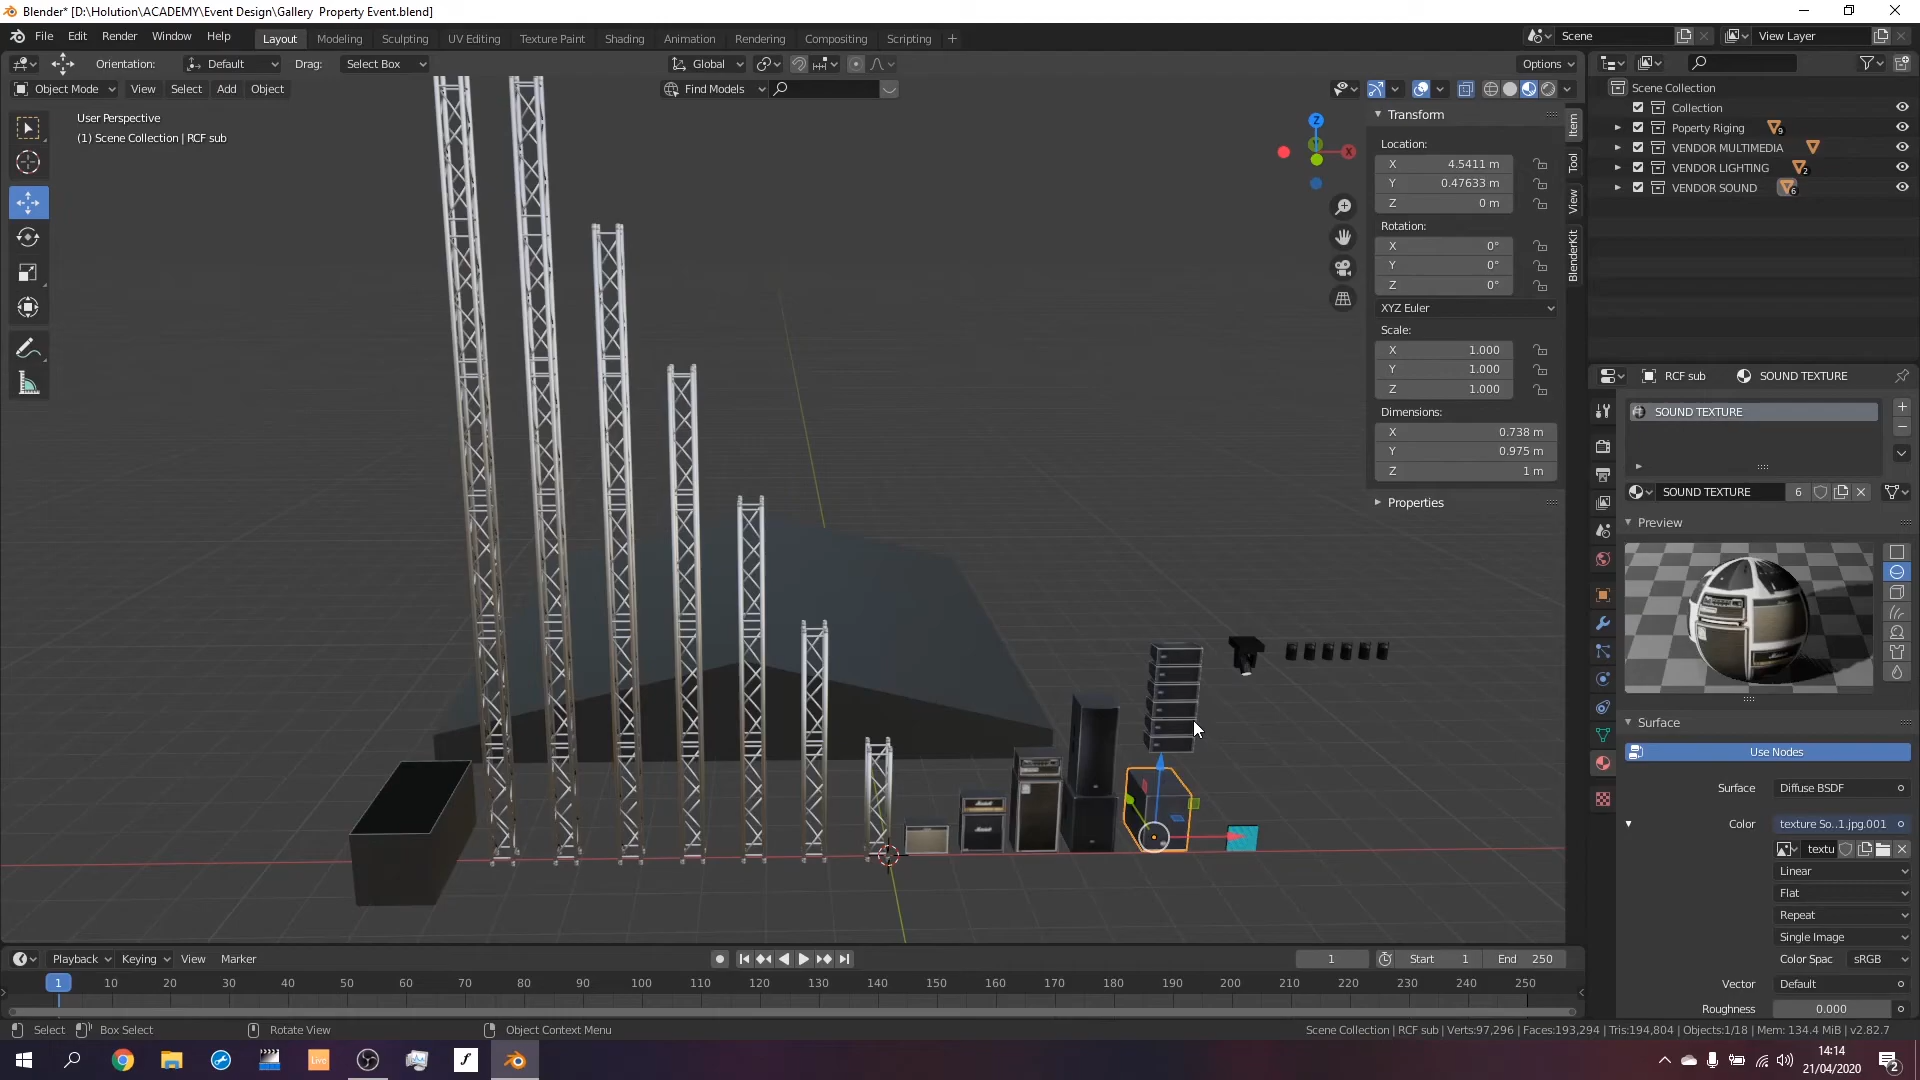 Blender* [D:\Holution\ACADEMY\Event Design\Gallery  Property Event.blend]
File Edit Render Window Help Layout Modeling Sculpting UV Editing Texture Paint Shading Animation Rendering Compositing Scripting + Scene View Layer
Orientation: Default Drag: Select Box Global Options
Object Mode View Select Add Object Find Models
User Perspective
(1) Scene Collection | RCF sub
Z
X
Transform
Location:
X 4.5411 m
Y 0.47633 m
Z 0 m
Rotation:
X 0°
Y 0°
Z 0°
XYZ Euler
Scale:
X 1.000
Y 1.000
Z 1.000
Dimensions:
X 0.738 m
Y 0.975 m
Z 1 m
Properties
Item
Tool
View
BlenderKit
Scene Collection
Collection
Poperty Riging 9
VENDOR MULTIMEDIA
VENDOR LIGHTING 2
VENDOR SOUND 6
RCF sub SOUND TEXTURE
SOUND TEXTURE
SOUND TEXTURE 6
Preview
Surface
Use Nodes
Surface Diffuse BSDF
Color texture So..1.jpg.001
textu
Linear
Flat
Repeat
Single Image
Color Spac sRGB
Vector Default
Roughness 0.000
Playback Keying View Marker 1 Start 1 End 250
1 10 20 30 40 50 60 70 80 90 100 110 120 130 140 150 160 170 180 190 200 210 220 230 240 250
Select Box Select Rotate View Object Context Menu Scene Collection | RCF sub | Verts:97,296 | Faces:193,294 | Tris:194,804 | Objects:1/18 | Mem: 134.4 MiB | v2.82.7
Live
f
14:14
21/04/2020
2